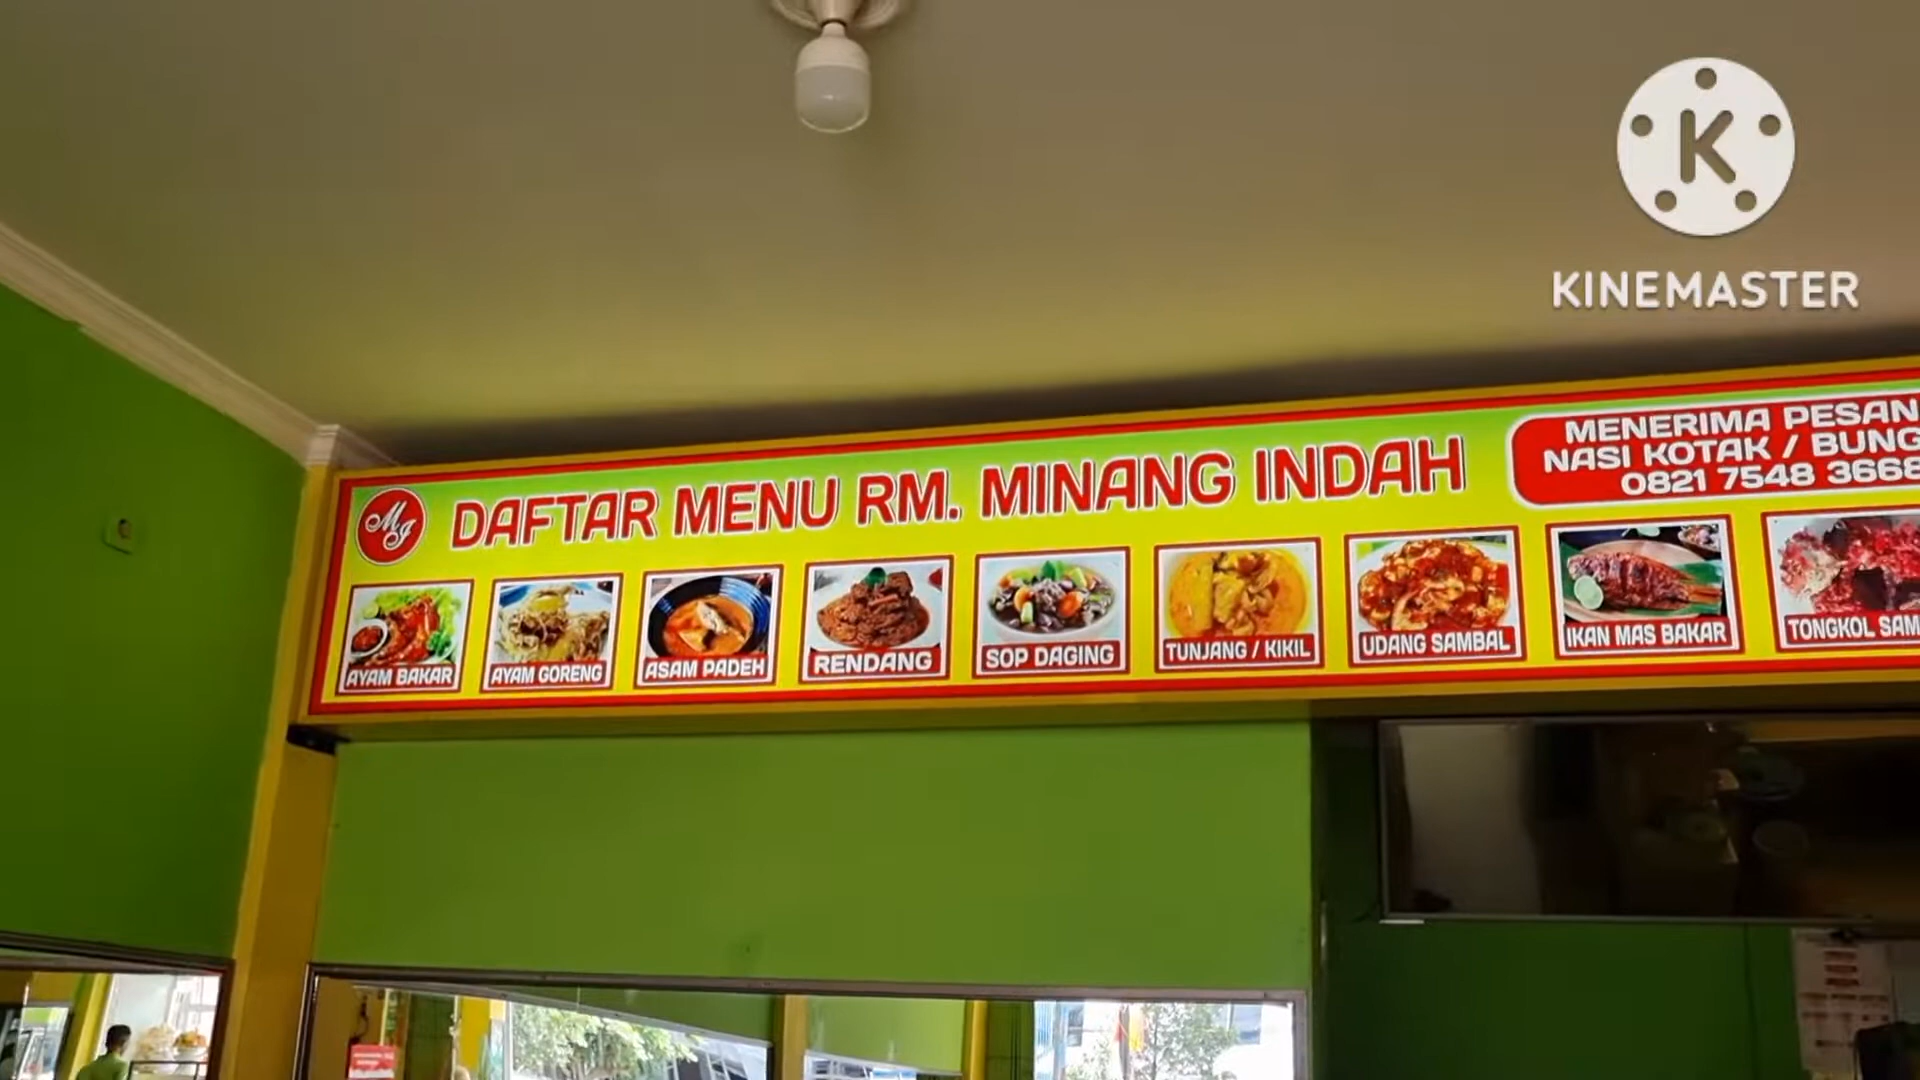 K
KINEMASTER
MJ
DAFTAR MENU RM. MINANG INDAH
MENERIMA PESAN
NASI KOTAK / BUNG
0821 7548 3668
AYAM BAKAR
AYAM GORENG
ASAM PADEH
RENDANG
SOP DAGING
TUNJANG / KIKIL
UDANG SAMBAL
IKAN MAS BAKAR
TONGKOL SAM